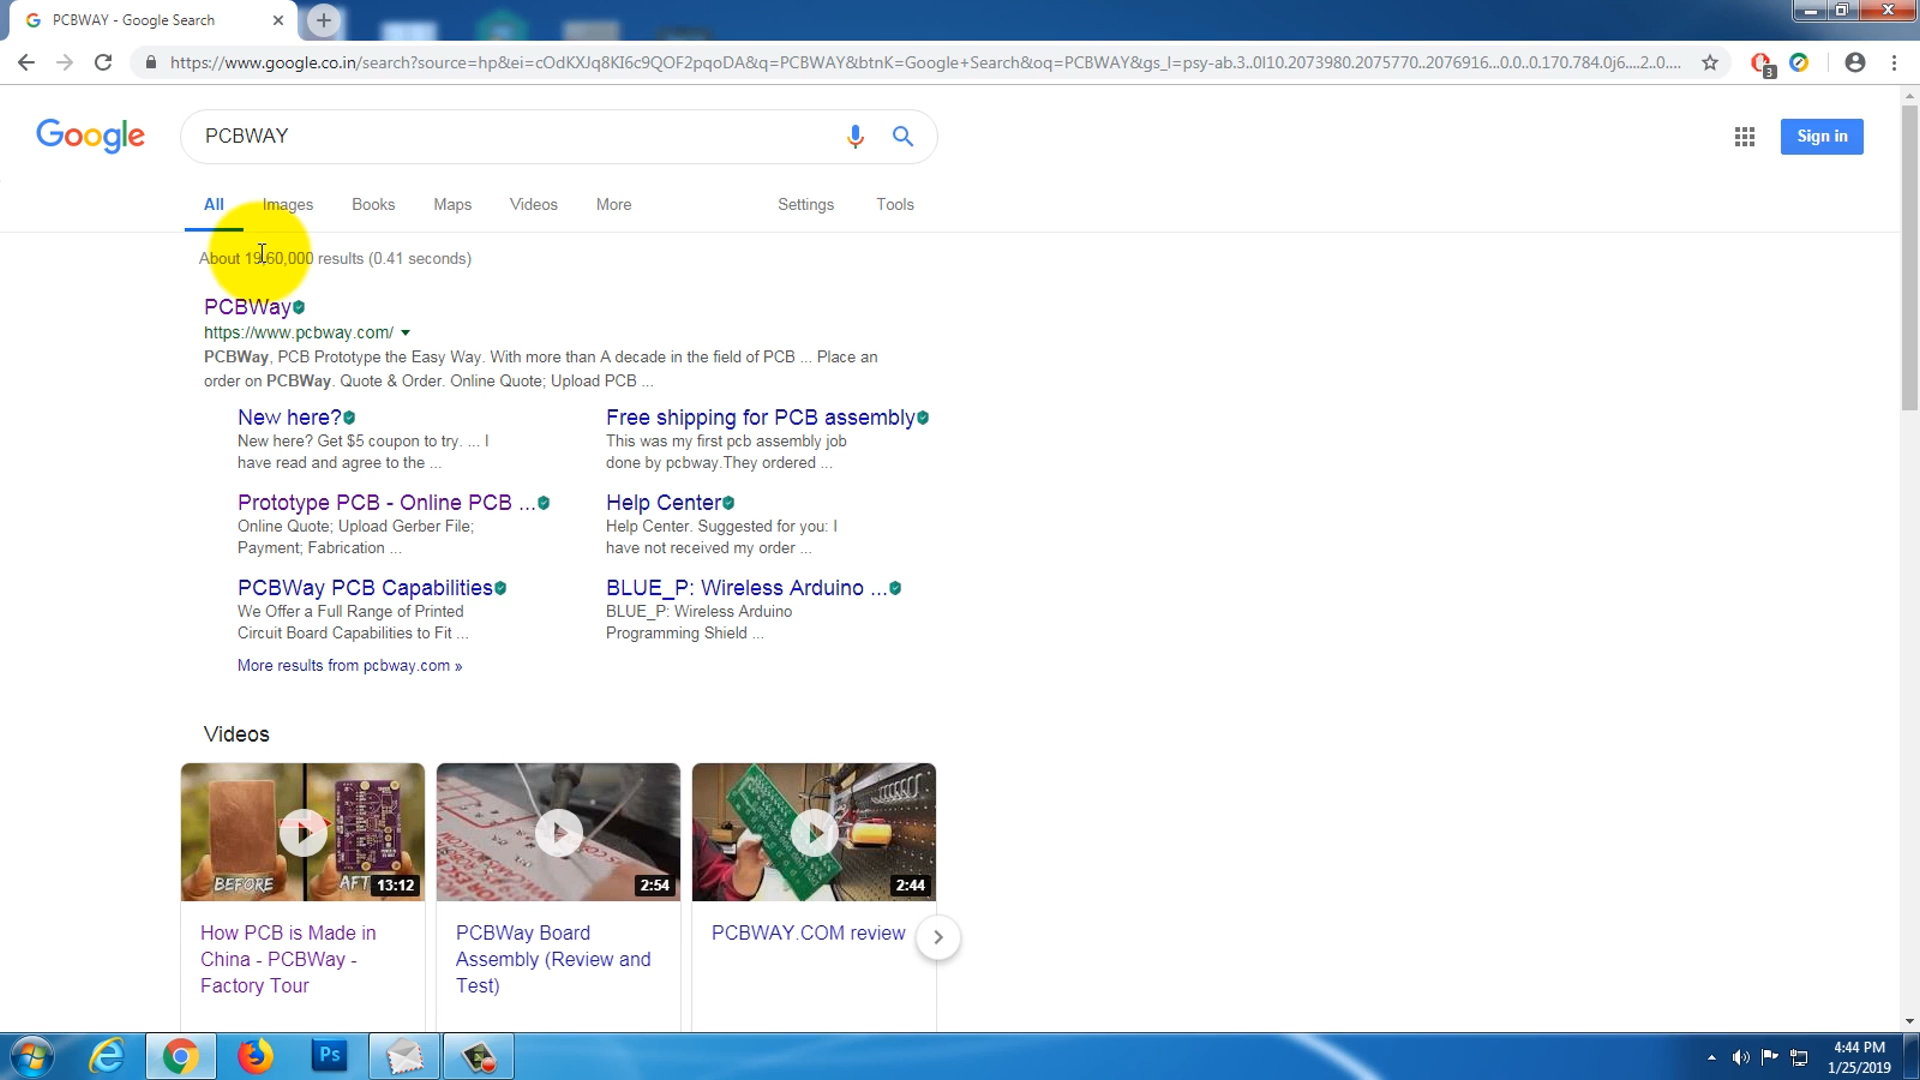 PCBWAY - Google Search
https://www.google.co.in/search?source=hp&ei=cOdKXJq8KI6c9QOF2pqoDA&q=PCBWAY&btnK=Google+Search&oq=PCBWAY&gs_l=psy-ab.3..0l10.2073980.2075770..2076916...0.0..0.170.784.0j6....2..0....
3
Google
PCBWAY
Sign in
All Images Books Maps Videos More Settings Tools
About 19,60,000 results (0.41 seconds)
PCBWay
https://www.pcbway.com/
PCBWay, PCB Prototype the Easy Way. With more than A decade in the field of PCB ... Place an
order on PCBWay. Quote & Order. Online Quote; Upload PCB ...
New here?
New here? Get $5 coupon to try. ... I
have read and agree to the ...
Free shipping for PCB assembly
This was my first pcb assembly job
done by pcbway.They ordered ...
Prototype PCB - Online PCB ...
Online Quote; Upload Gerber File;
Payment; Fabrication ...
Help Center
Help Center. Suggested for you: I
have not received my order ...
PCBWay PCB Capabilities
We Offer a Full Range of Printed
Circuit Board Capabilities to Fit ...
BLUE_P: Wireless Arduino ...
BLUE_P: Wireless Arduino
Programming Shield ...
More results from pcbway.com »
Videos
BEFORE
AFT
13:12
2:54
2:44
How PCB is Made in
China - PCBWay -
Factory Tour
PCBWay Board
Assembly (Review and
Test)
PCBWAY.COM review
Ps
4:44 PM
1/25/2019